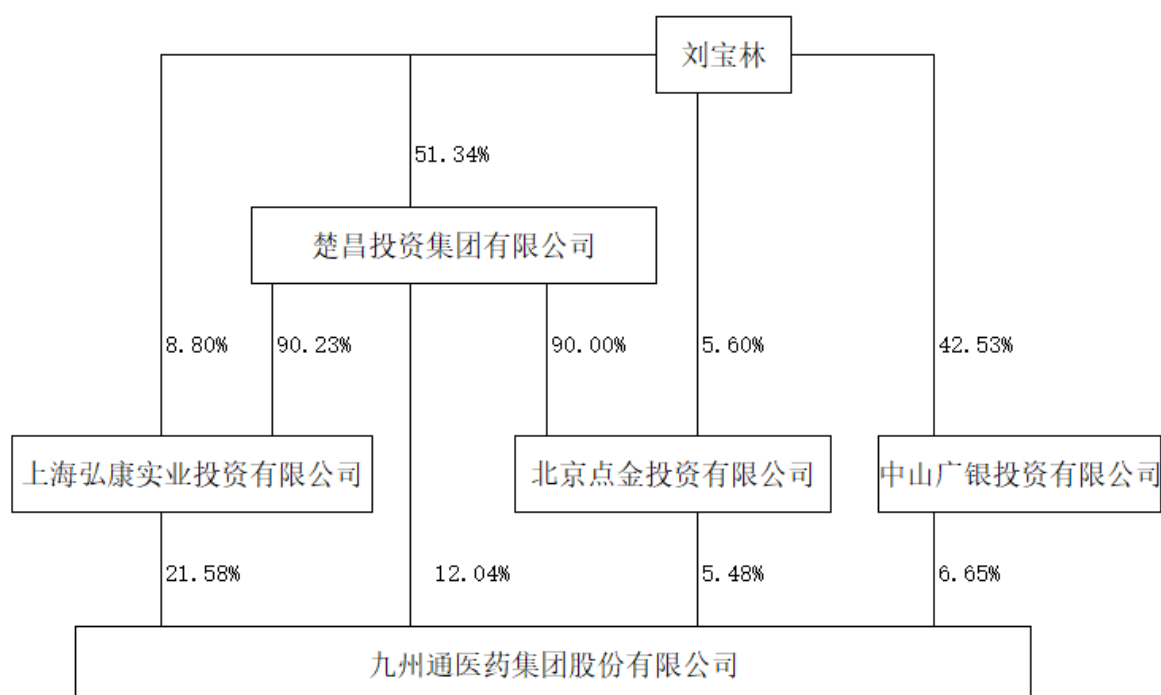 刘宝林
51.34%
楚昌投资集团有限公司
8.80%
90.23%
90.00%
5.60%
42.53%
上海弘康实业投资有限公司
北京点金投资有限公司
中山广银投资有限公司
21.58%
12.04%
5.48%
6.65%
九州通医药集团股份有限公司